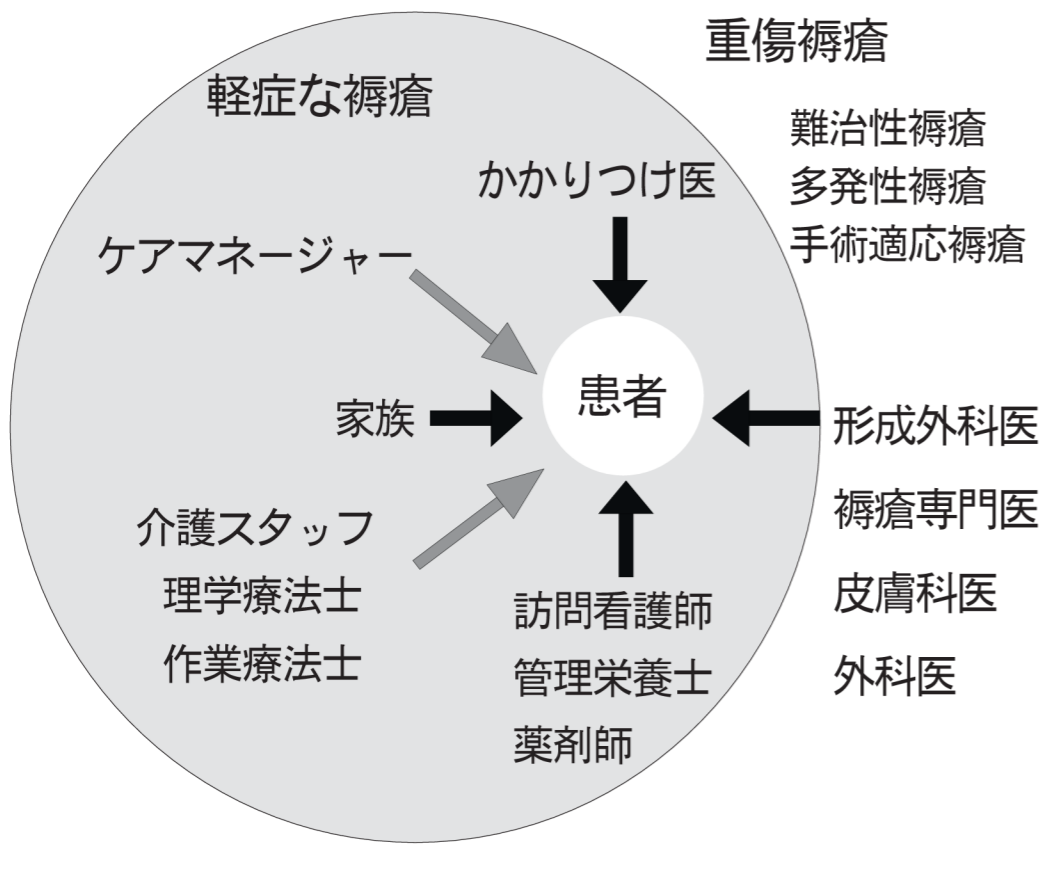 重傷褥瘡
軽症な褥瘡
難治性褥瘡
多発性褥瘡
手術適応褥瘡
かかりつけ医
ケアマネージャー
患者
家族
形成外科医
褥瘡専門医
皮膚科医
外科医
介護スタッフ
理学療法士
作業療法士
訪問看護師
管理栄養士
薬剤師